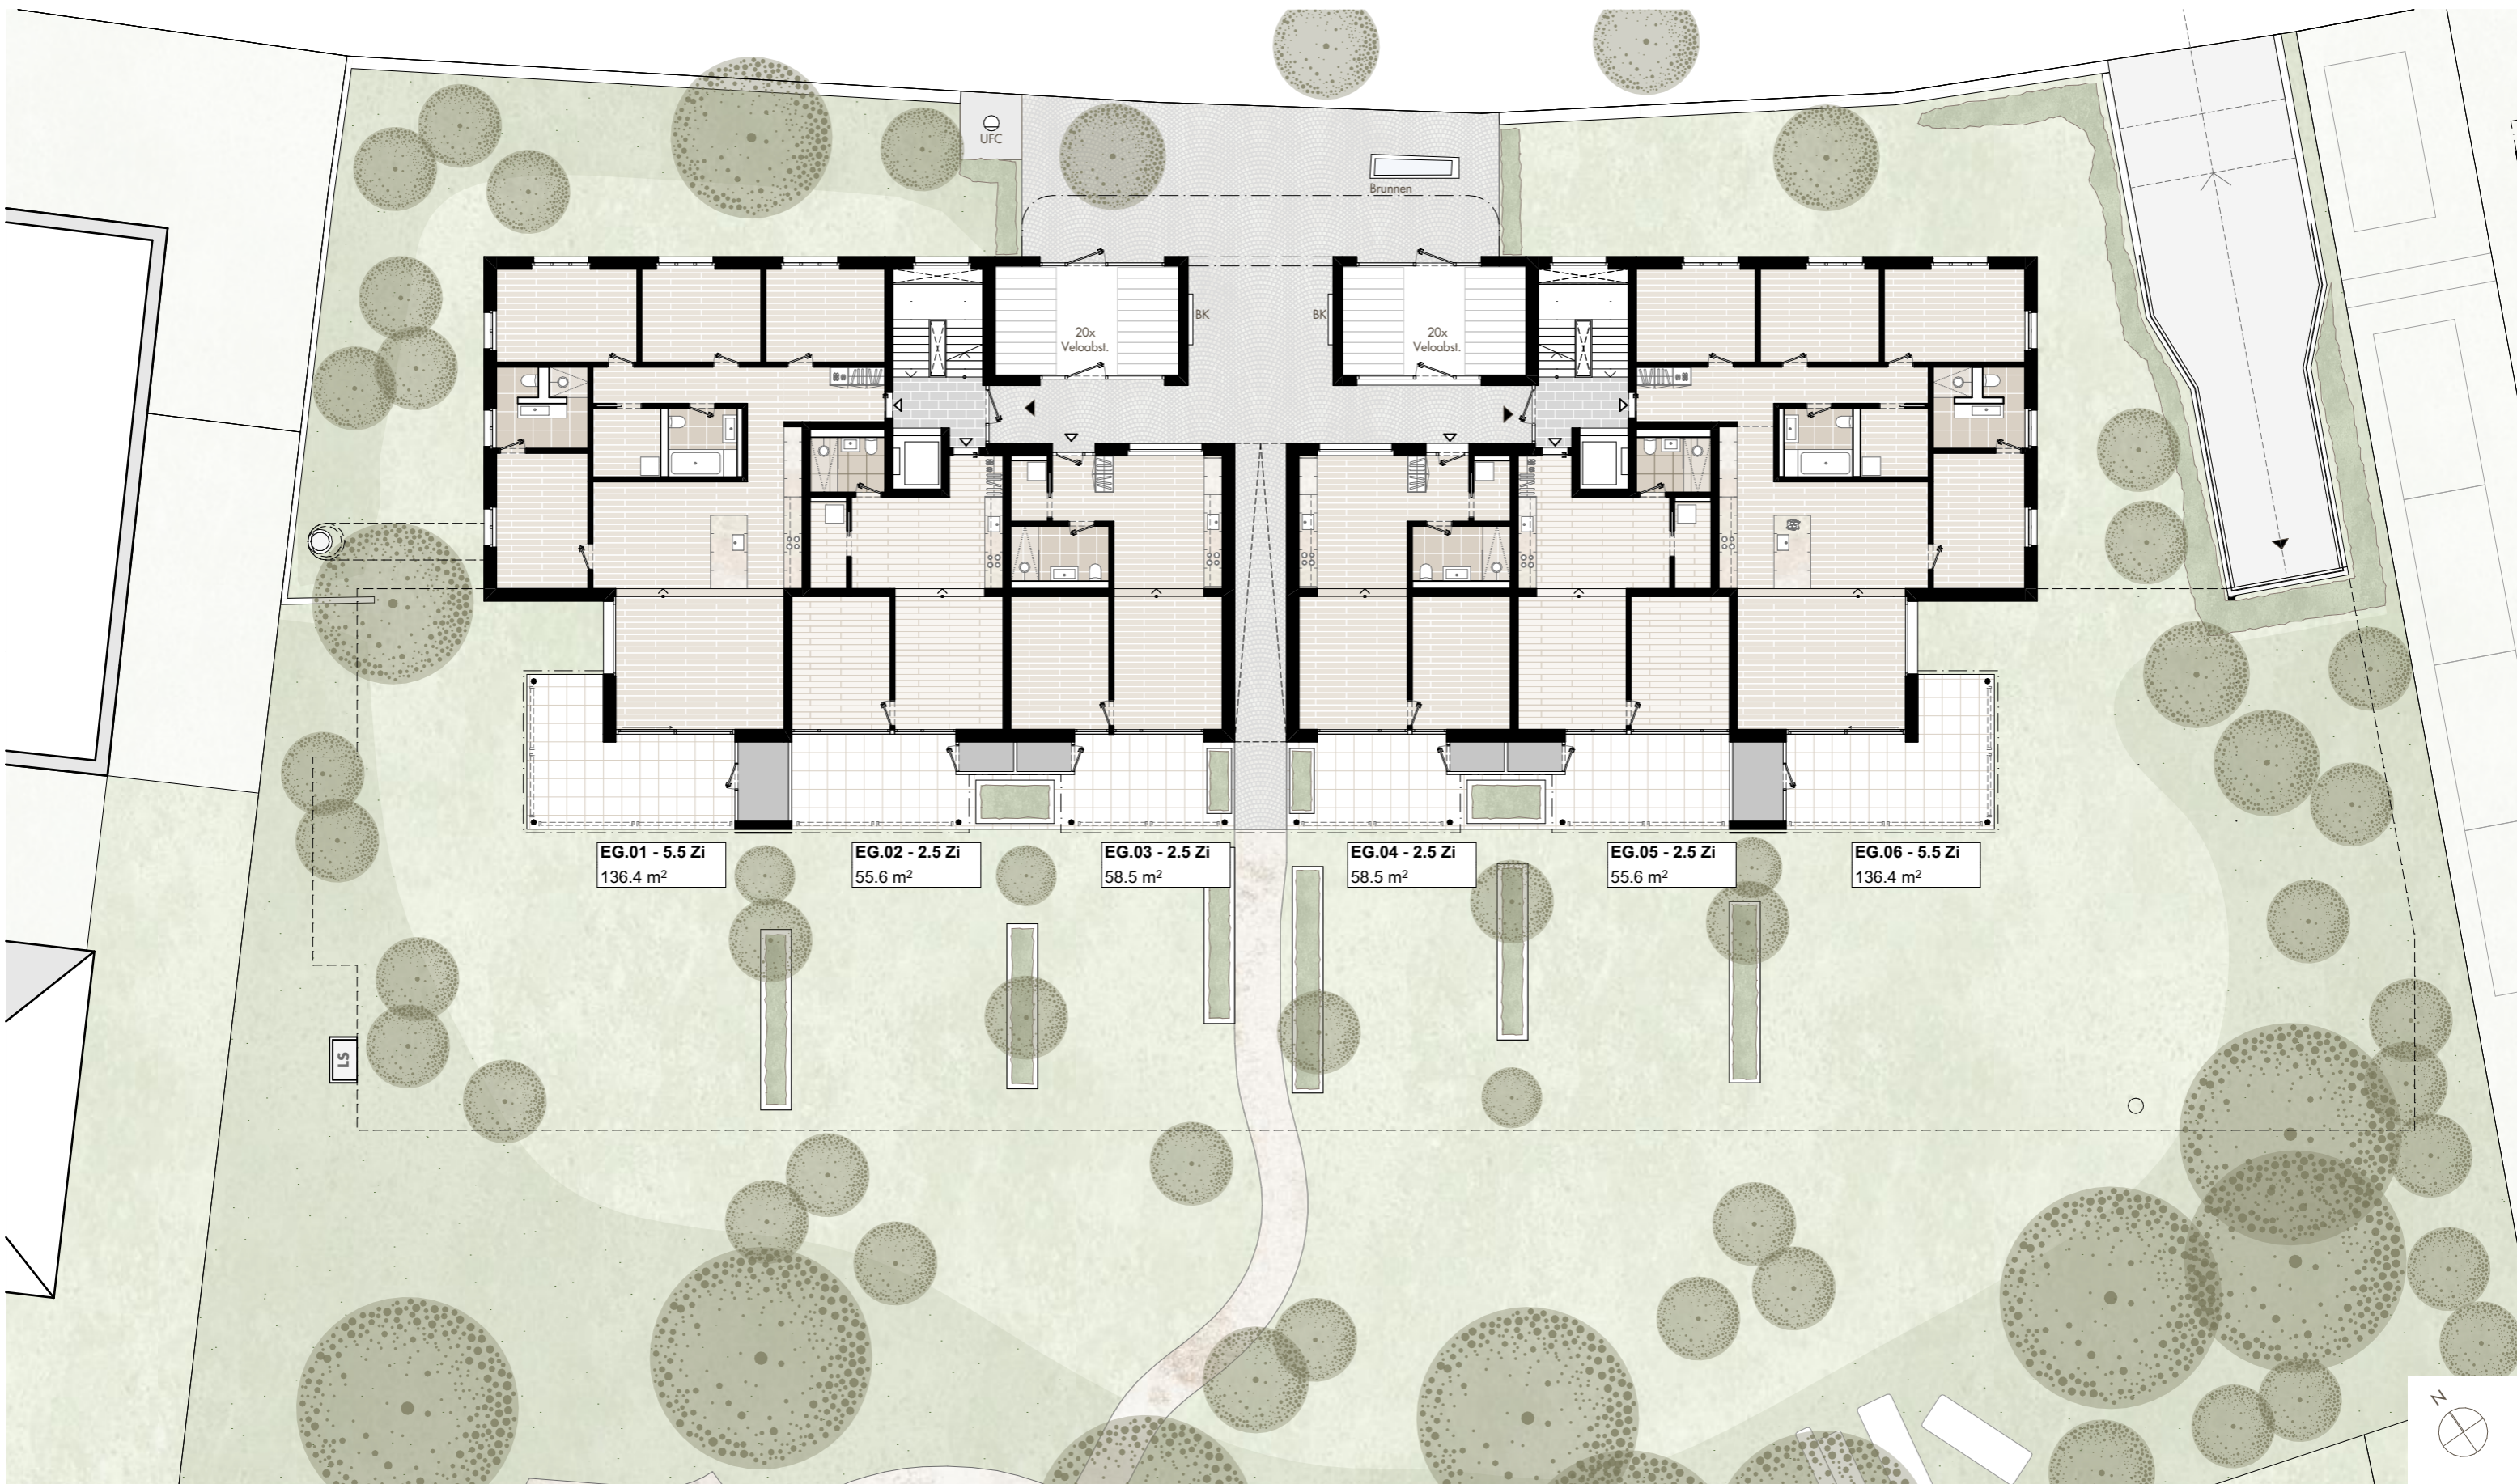 UFC
Brunnen
BK
BK
20x
Veloabst.
20x
Veloabst.
EG.01 - 5.5 Zi
136.4 m²
EG.02 - 2.5 Zi
55.6 m²
EG.03 - 2.5 Zi
58.5 m²
EG.04 - 2.5 Zi
58.5 m²
EG.05 - 2.5 Zi
55.6 m²
EG.06 - 5.5 Zi
136.4 m²
LS
N